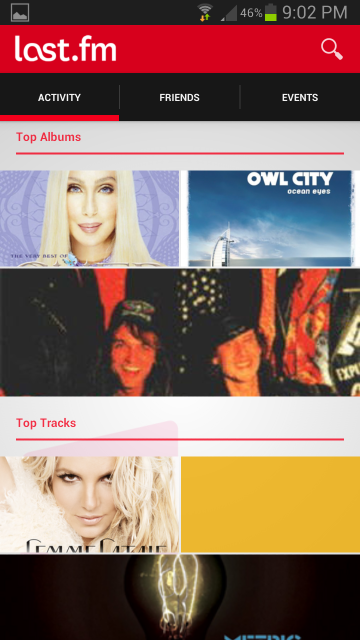 46% 9:02 PM
last.fm
ACTIVITY FRIENDS EVENTS
Top Albums
THE VERY BEST OF
OWL CITY
ocean eyes
Top Tracks
FEMME FATALE
METRIC